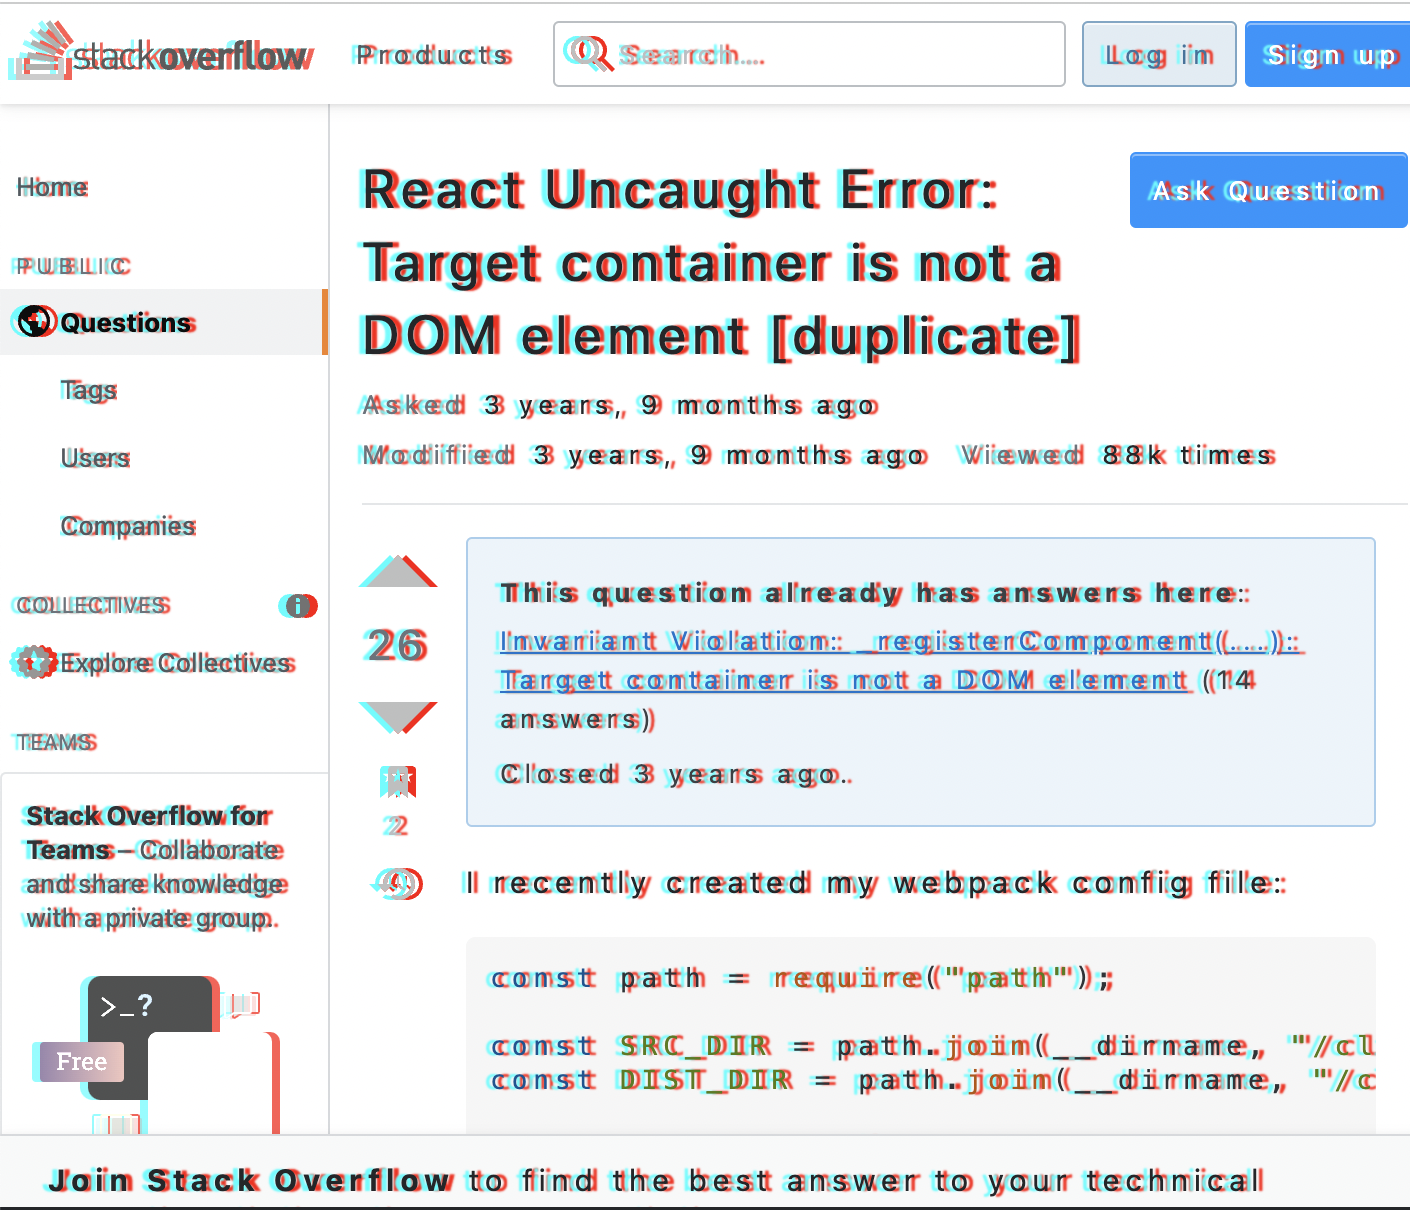 stackoverflow
Products
Search...
Log in
Sign up
Home
PUBLIC
Questions
Tags
Users
Companies
COLLECTIVES
Explore Collectives
TEAMS
Stack Overflow for
Teams – Collaborate
and share knowledge
with a private group.
>_?
Free
React Uncaught Error:
Target container is not a
DOM element [duplicate]
Ask Question
Asked 3 years, 9 months ago
Modified 3 years, 9 months ago Viewed 88k times
26
2
This question already has answers here:
Invariant Violation: _registerComponent(...):
Target container is not a DOM element (14
answers)
Closed 3 years ago.
I recently created my webpack config file:
const path = require("path");
const SRC_DIR = path.join(__dirname, "/cl
const DIST_DIR = path.join(__dirname, "/c
Join Stack Overflow to find the best answer to your technical